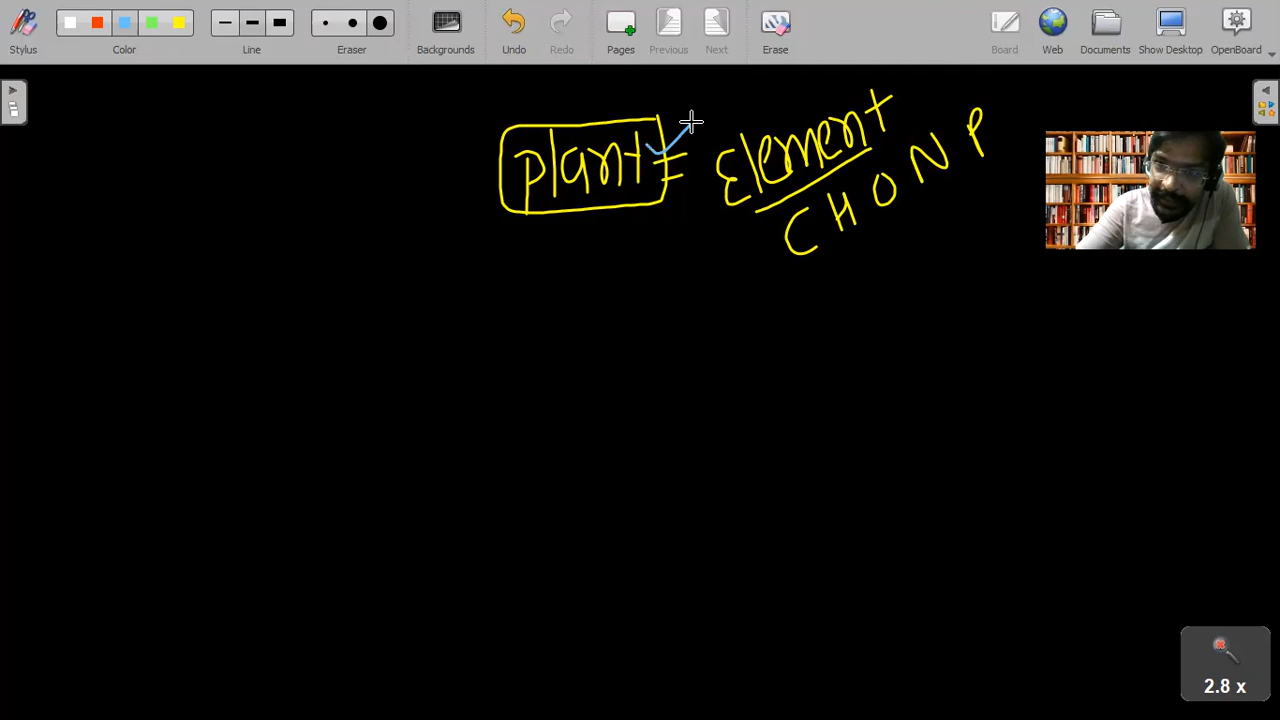 Stylus Color Line Eraser Backgrounds Undo Redo Pages Previous Next Erase Board Web Documents Show Desktop OpenBoard
plant = Element
C H O N P
2.8 x